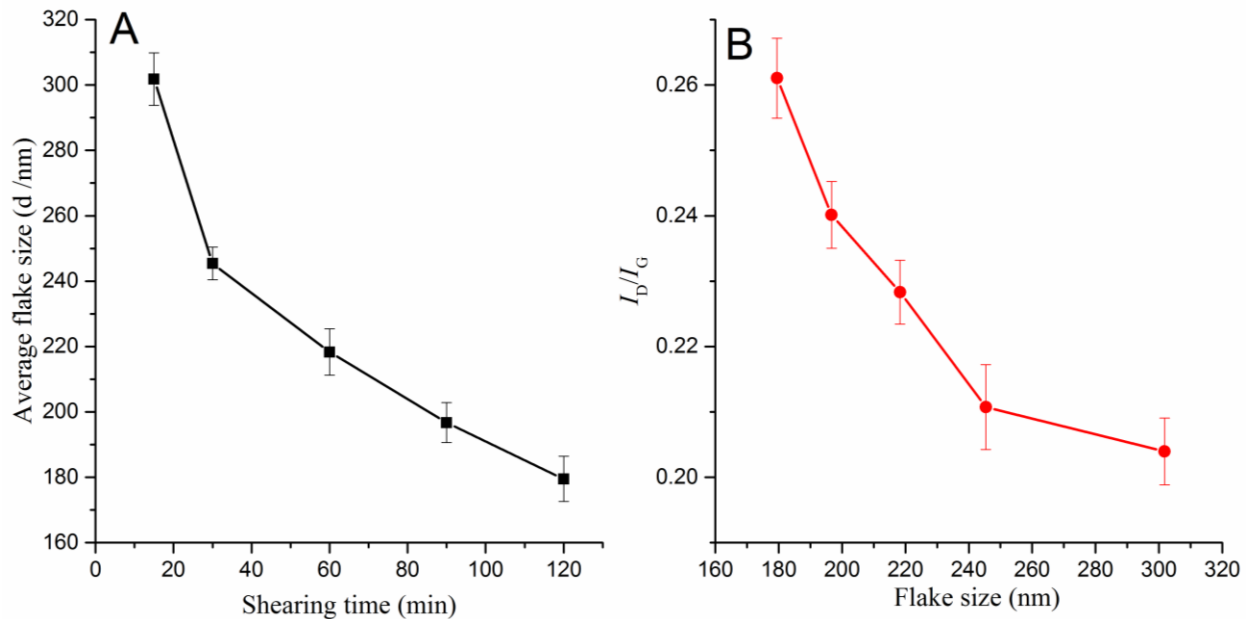 A
320
300
280
260
240
220
200
180
160
0 20 40 60 80 100 120
Average flake size (d /nm)
Shearing time (min)
B
0.26
0.24
0.22
0.20
160 180 200 220 240 260 280 300 320
I_D/I_G
Flake size (nm)